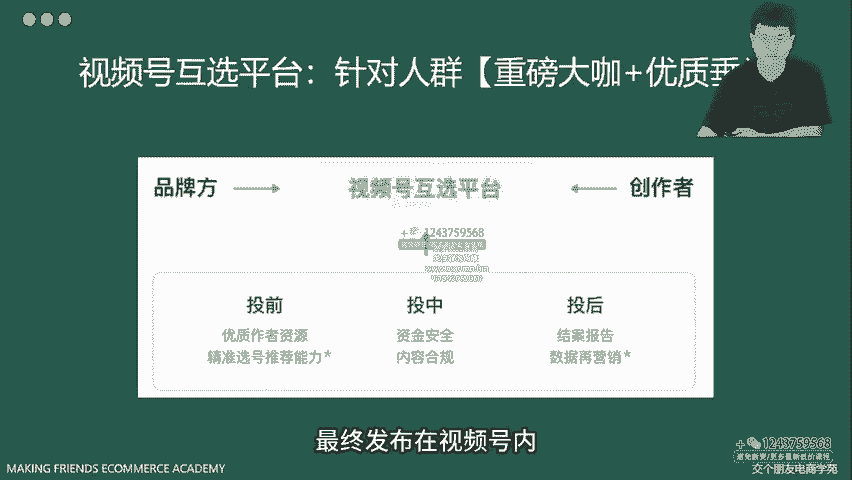 视频号互选平台：针对人群【重磅大咖+优质垂
品牌方
视频号互选平台
创作者
1243759568
投前
投中
投后
优质作者资源
资金安全
结案报告
精准选号推荐能力*
内容合规
数据再营销*
最终发布在视频号内
+
1243759568
MAKING FRIENDS ECOMMERCE ACADEMY
交个朋友电商学苑